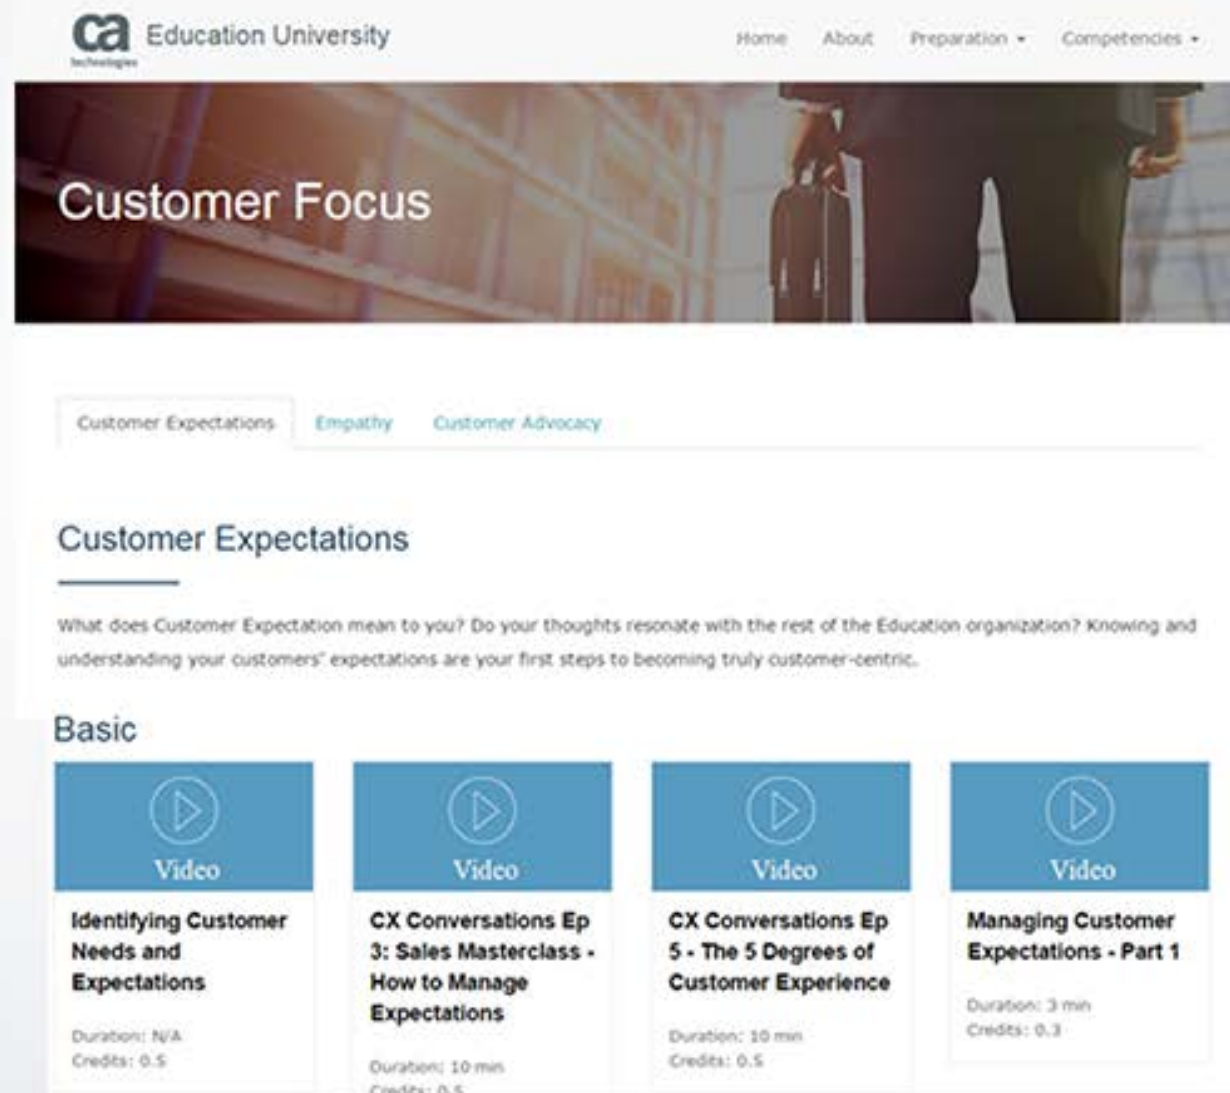 ca
technologies
Education University
Home About Preparation Competencies
Customer Focus
Customer Expectations Empathy Customer Advocacy
Customer Expectations
What does Customer Expectation mean to you? Do your thoughts resonate with the rest of the Education organization? Knowing and
understanding your customers' expectations are your first steps to becoming truly customer-centric.
Basic
Video
Identifying Customer
Needs and
Expectations
Duration: N/A
Credits: 0.5
Video
CX Conversations Ep
3: Sales Masterclass -
How to Manage
Expectations
Duration: 10 min
Credits: 0.5
Video
CX Conversations Ep
5 - The 5 Degrees of
Customer Experience
Duration: 10 min
Credits: 0.5
Video
Managing Customer
Expectations - Part 1
Duration: 3 min
Credits: 0.3